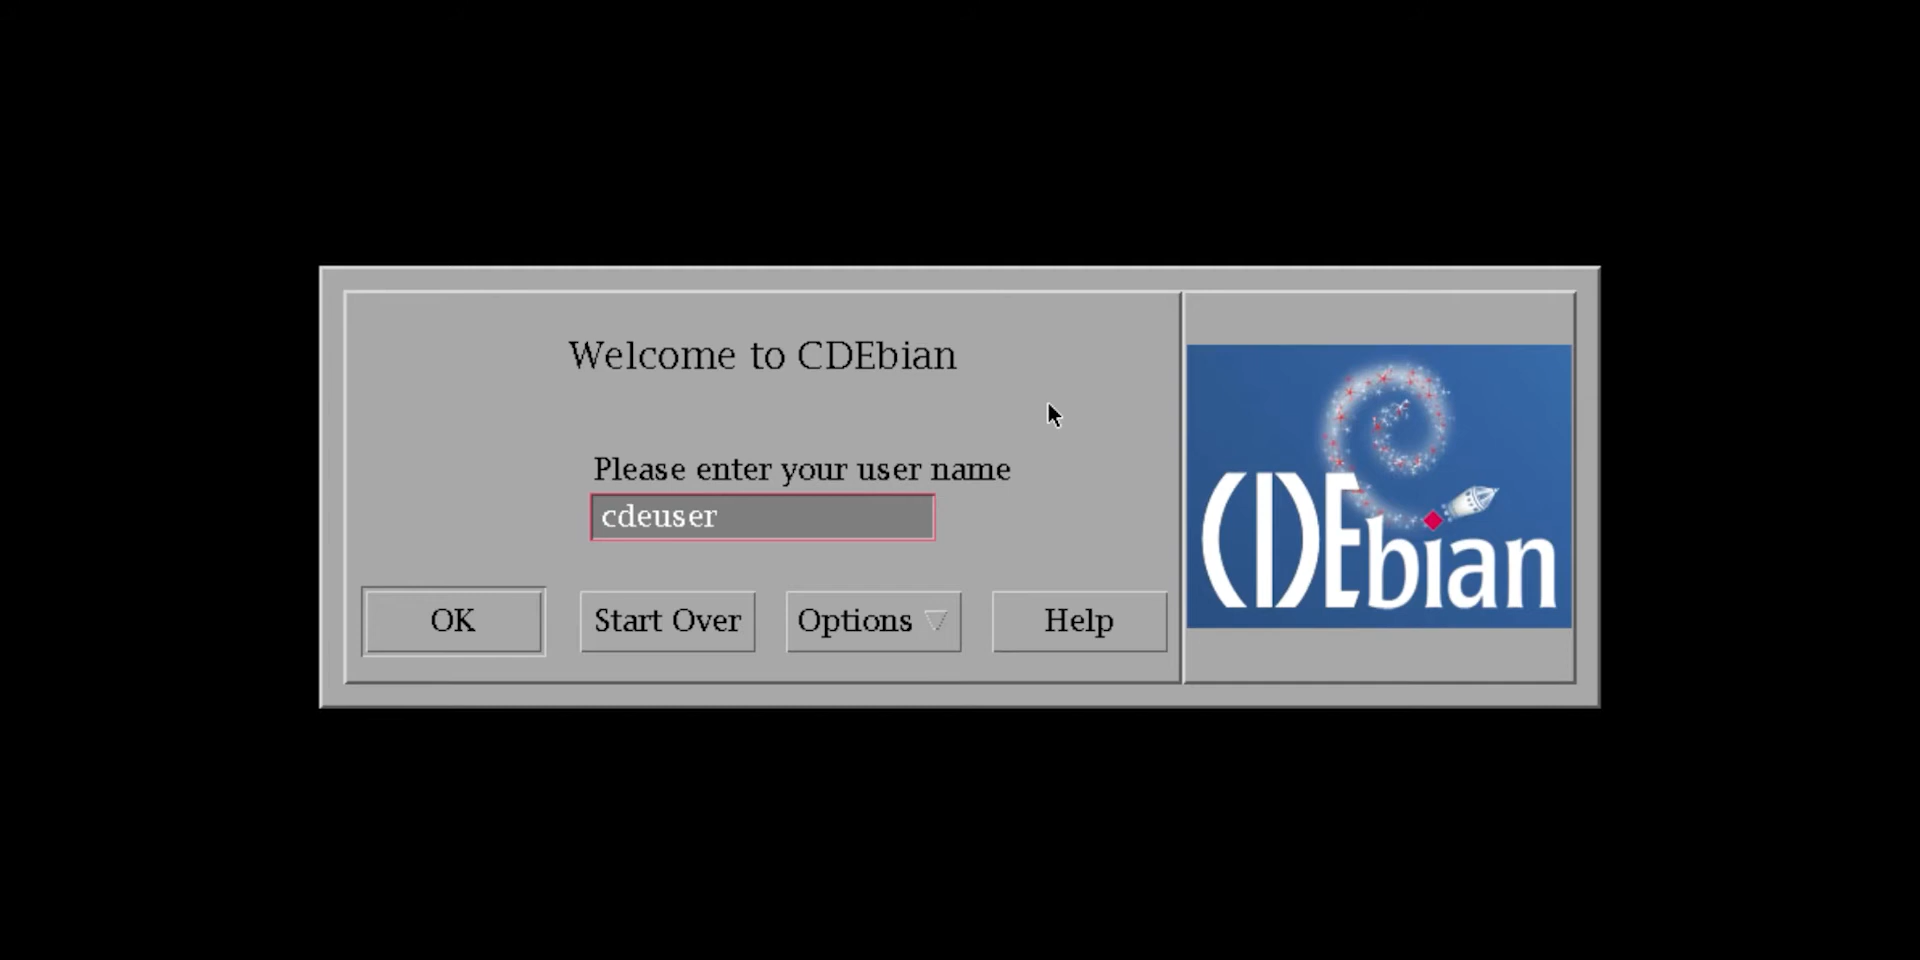 Welcome to CDEbian
Please enter your user name
cdeuser
OK
Start Over
Options
Help
CDEbian